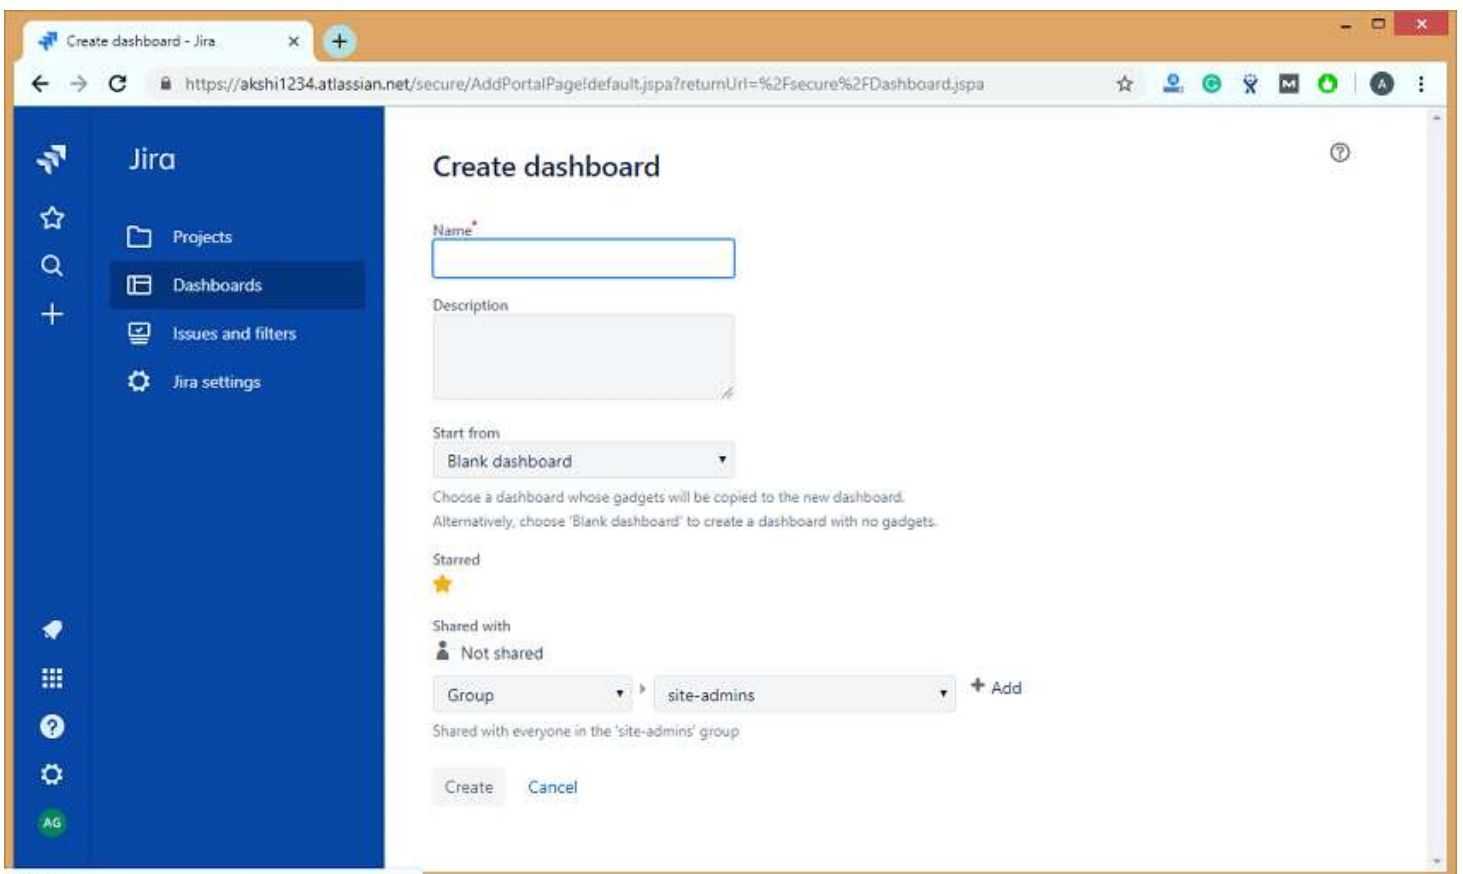 Create dashboard - Jira
https://akshi1234.atlassian.net/secure/AddPortalPage!default.jspa?returnUrl=%2Fsecure%2FDashboard.jspa
M
A
Jira
Projects
Dashboards
Issues and filters
Jira settings
AG
Create dashboard
Name*
Description
Start from
Blank dashboard
Choose a dashboard whose gadgets will be copied to the new dashboard.
Alternatively, choose 'Blank dashboard' to create a dashboard with no gadgets.
Starred
Shared with
Not shared
Group
site-admins
Add
Shared with everyone in the 'site-admins' group
Create
Cancel